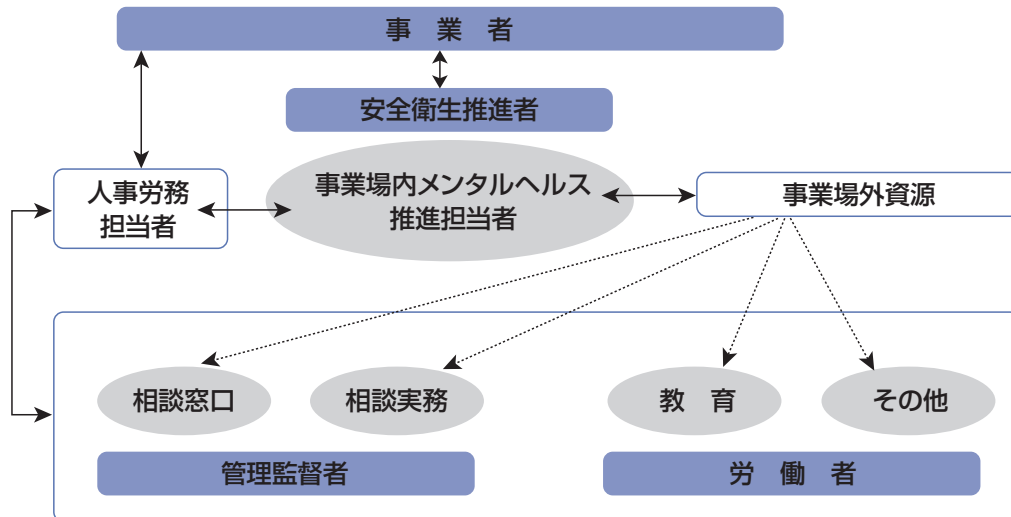 事　業　者
安全衛生推進者
人事労務
担当者
事業場内メンタルヘルス
推進担当者
事業場外資源
相談窓口
相談実務
教　育
その他
管理監督者
労　働　者